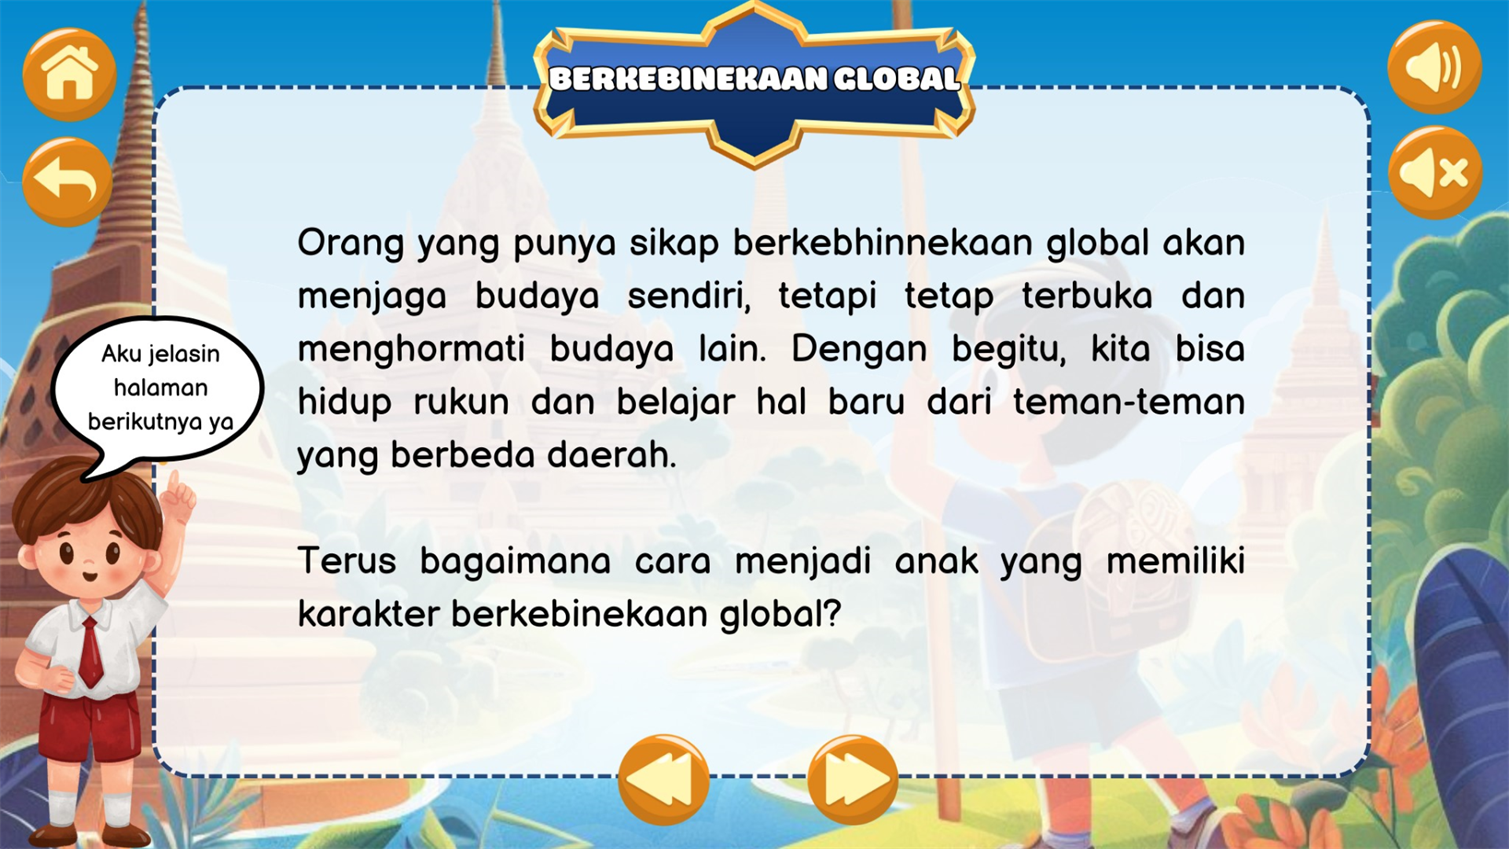 BERKEBINEKAAN GLOBAL
Orang yang punya sikap berkebhinnekaan global akan
menjaga budaya sendiri, tetapi tetap terbuka dan
menghormati budaya lain. Dengan begitu, kita bisa
hidup rukun dan belajar hal baru dari teman-teman
yang berbeda daerah.
Terus bagaimana cara menjadi anak yang memiliki
karakter berkebinekaan global?
Aku jelasin
halaman
berikutnya ya